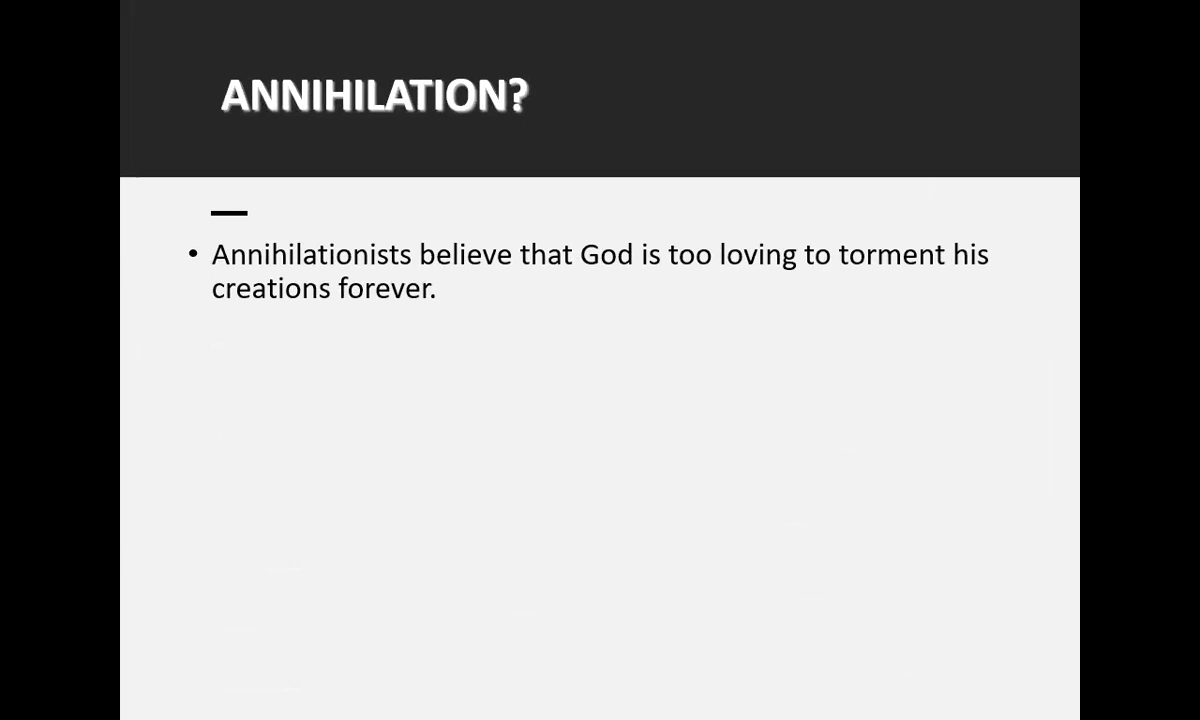 ANNIHILATION?
• Annihilationists believe that God is too loving to torment his
creations forever.